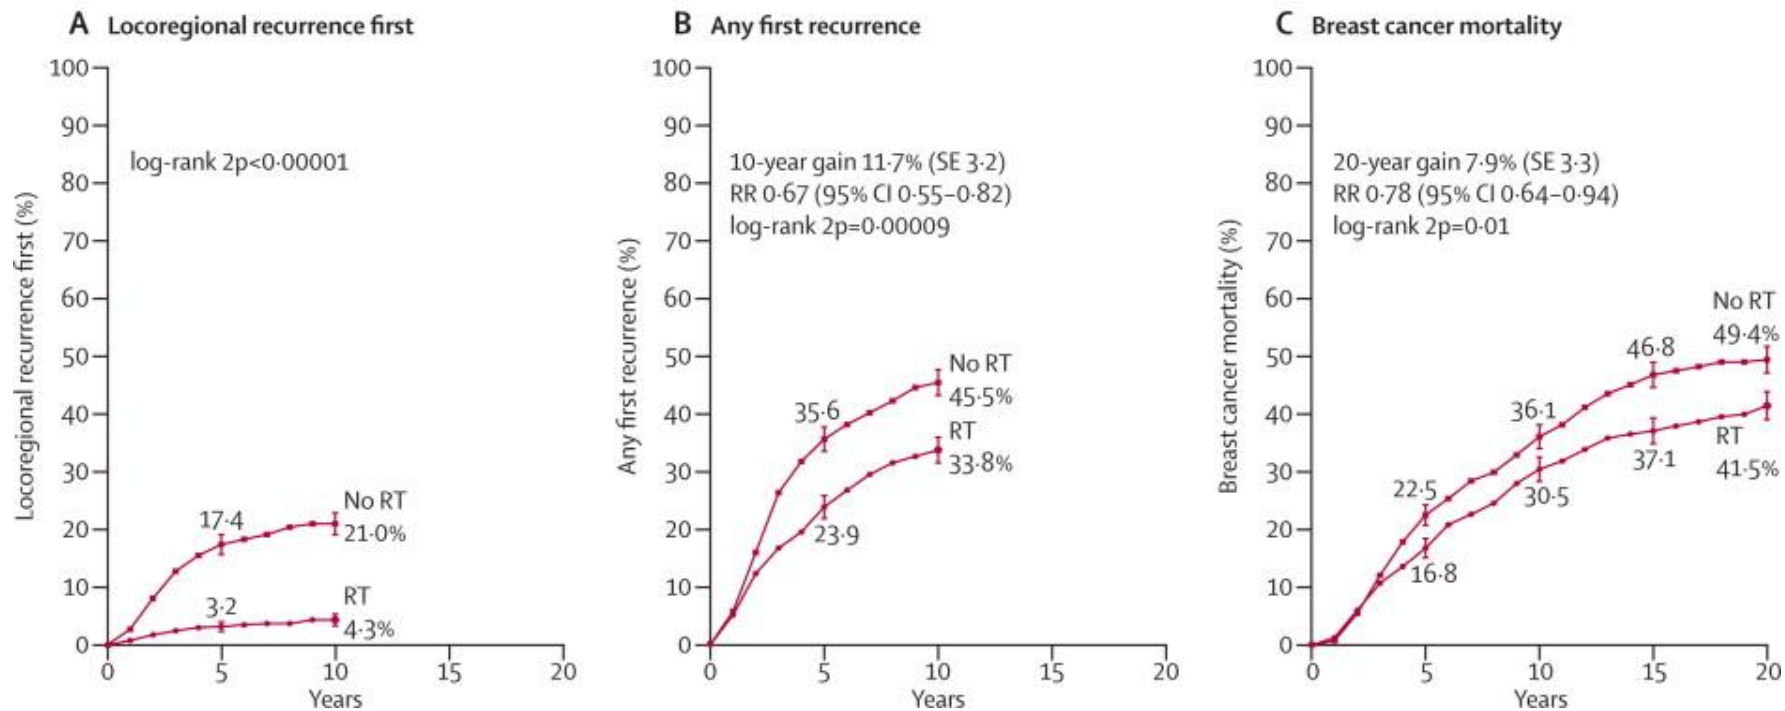 A Locoregional recurrence first
100
90
80
70
60
50
40
30
20
10
0
Locoregional recurrence first (%)
log-rank 2p<0·00001
17·4
No RT
21·0%
3·2
RT
4·3%
0 5 10 15 20
Years
B Any first recurrence
100
90
80
70
60
50
40
30
20
10
0
Any first recurrence (%)
10-year gain 11·7% (SE 3·2)
RR 0·67 (95% CI 0·55–0·82)
log-rank 2p=0·00009
35·6
No RT
45·5%
RT
33·8%
23·9
0 5 10 15 20
Years
C Breast cancer mortality
100
90
80
70
60
50
40
30
20
10
0
Breast cancer mortality (%)
20-year gain 7·9% (SE 3·3)
RR 0·78 (95% CI 0·64–0·94)
log-rank 2p=0·01
No RT
49·4%
46·8
36·1
22·5
RT
41·5%
37·1
30·5
16·8
0 5 10 15 20
Years